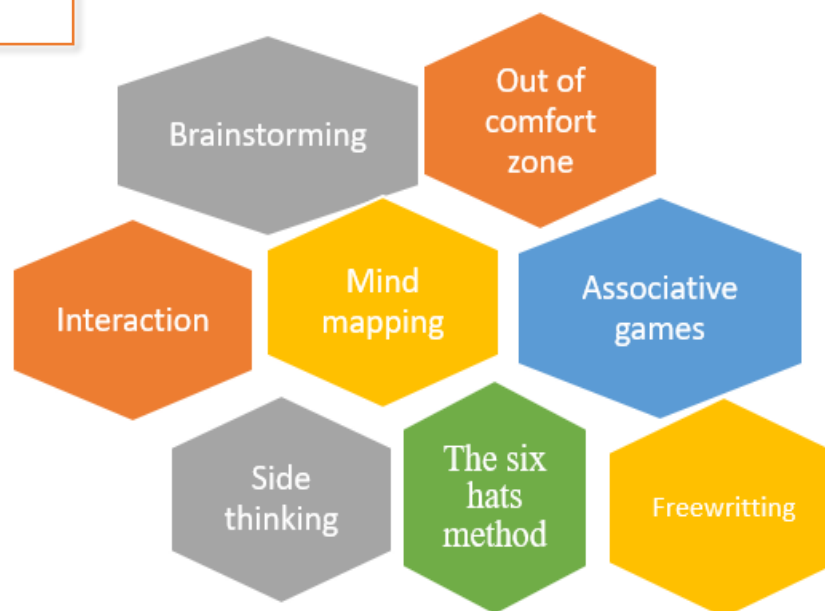 Brainstorming
Out of
comfort
zone
Interaction
Mind
mapping
Associative
games
Side
thinking
The six
hats
method
Freewritting